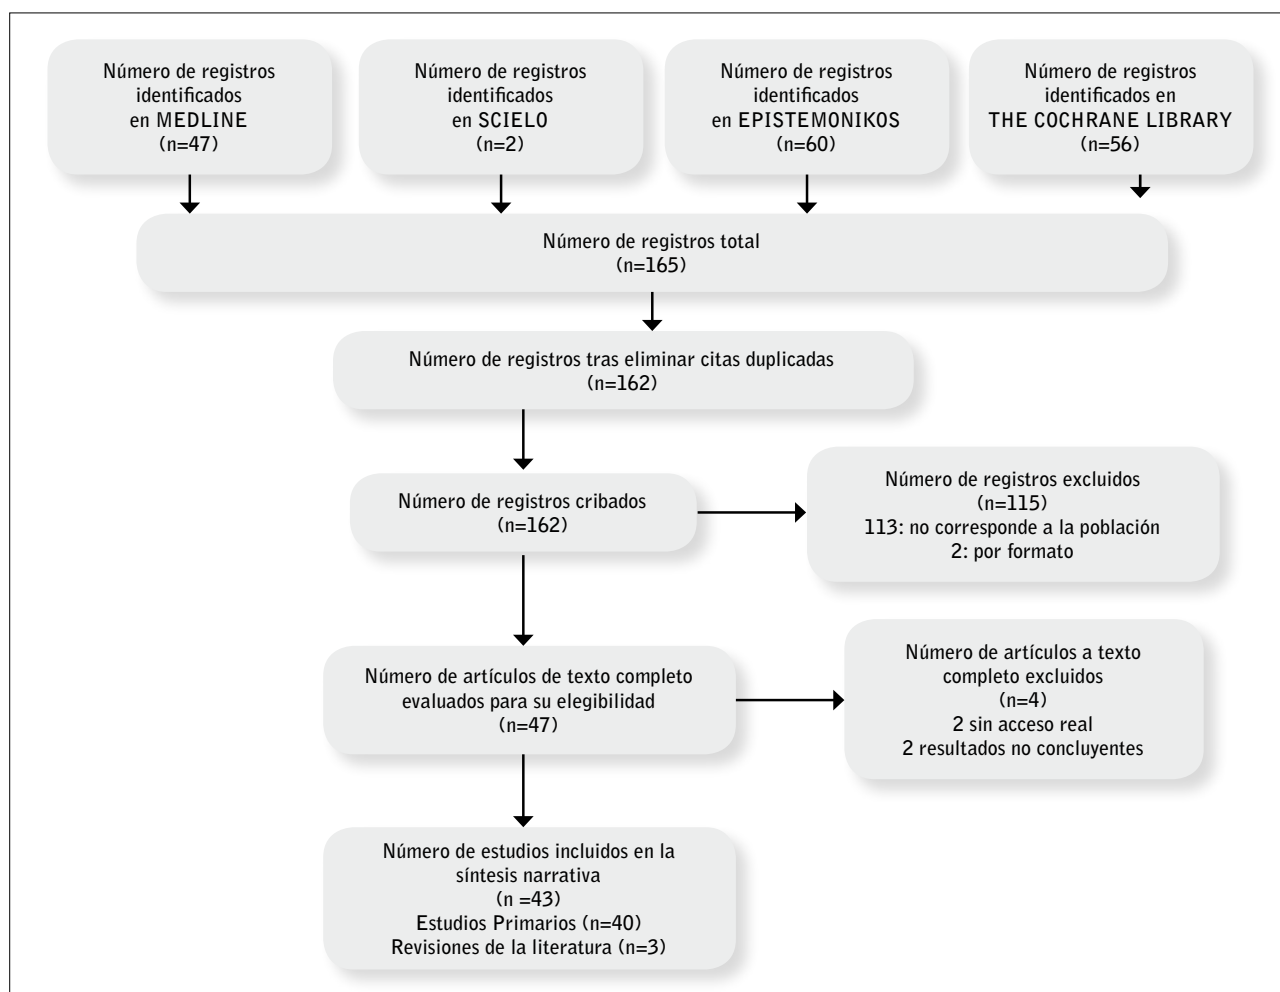 Número de registros
identificados
en MEDLINE
(n=47)
Número de registros
identificados
en SCIELO
(n=2)
Número de registros
identificados
en EPISTEMONIKOS
(n=60)
Número de registros
identificados en
THE COCHRANE LIBRARY
(n=56)
Número de registros total
(n=165)
Número de registros tras eliminar citas duplicadas
(n=162)
Número de registros cribados
(n=162)
Número de registros excluidos
(n=115)
113: no corresponde a la población
2: por formato
Número de artículos de texto completo
evaluados para su elegibilidad
(n=47)
Número de artículos a texto
completo excluidos
(n=4)
2 sin acceso real
2 resultados no concluyentes
Número de estudios incluidos en la
síntesis narrativa
(n =43)
Estudios Primarios (n=40)
Revisiones de la literatura (n=3)